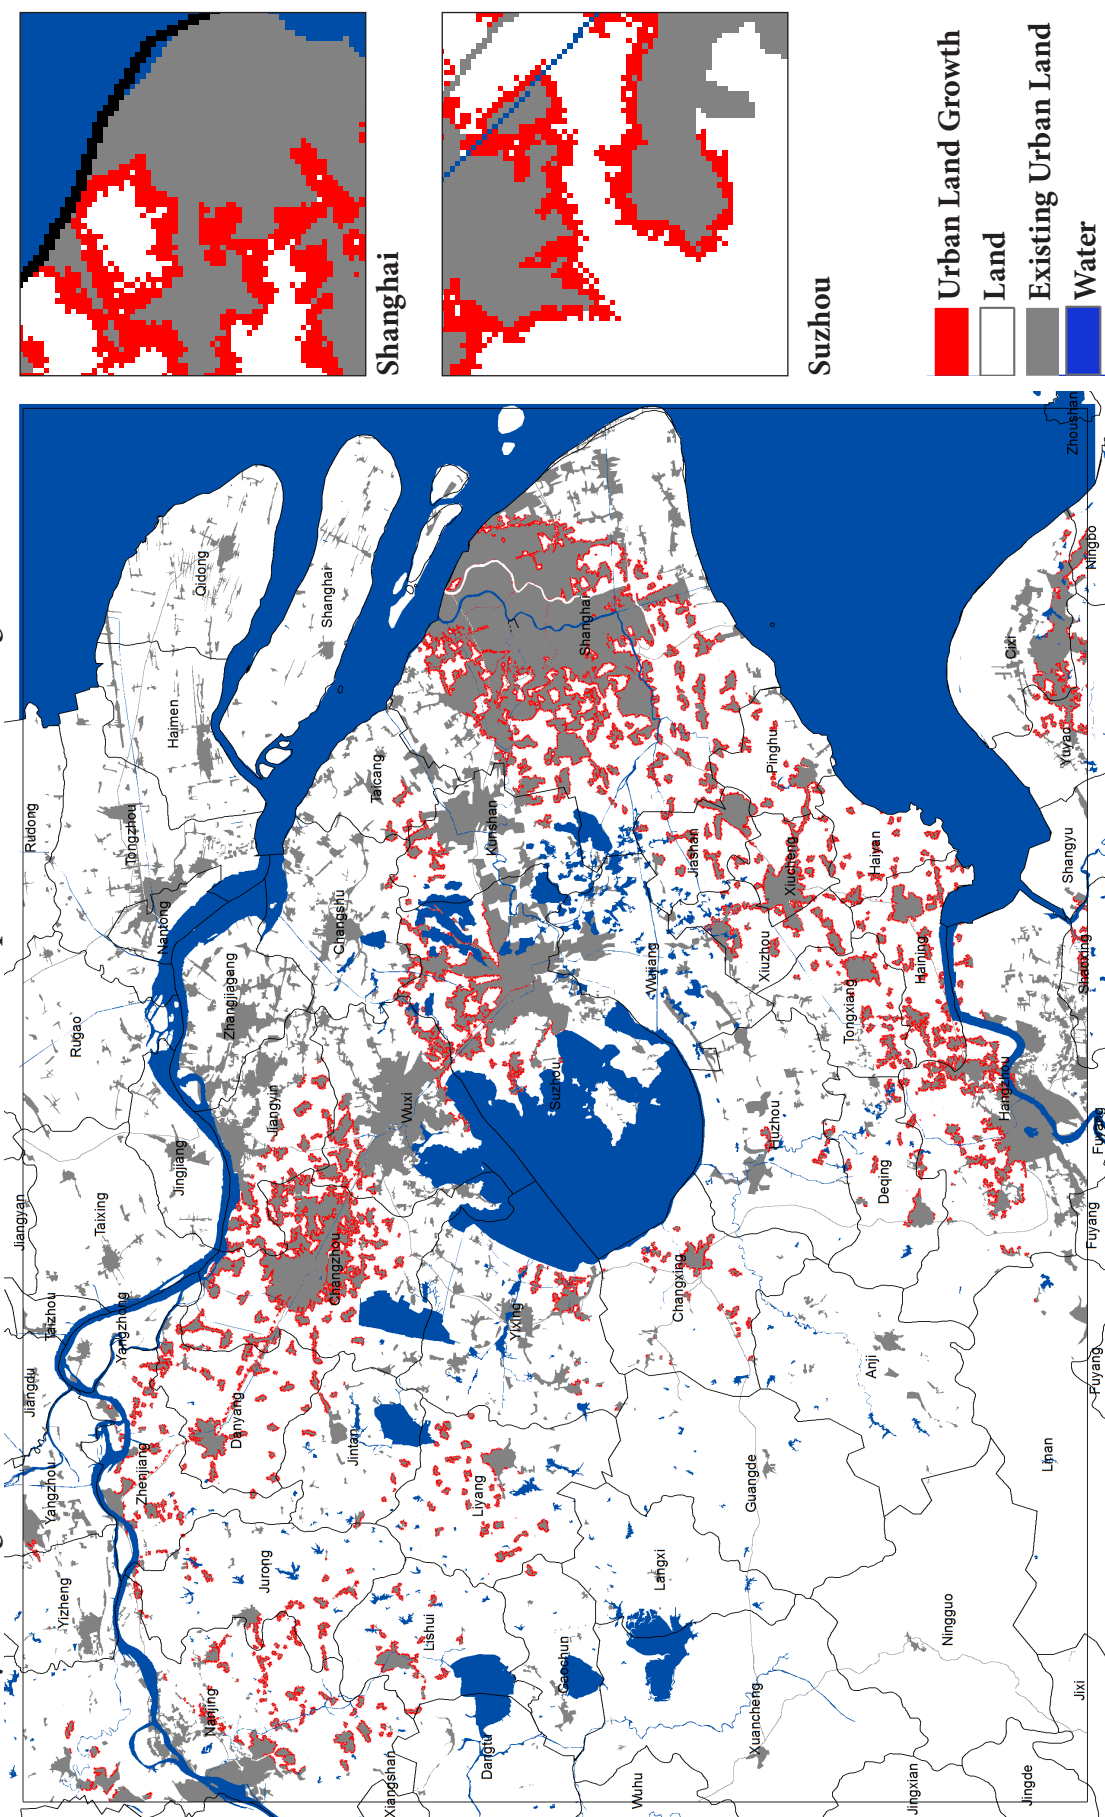 Shanghai
Suzhou
Urban Land Growth
Land
Existing Urban Land
Water
Rudong
Qidong
Haimen
Shanghai
Tongzhou
Nantong
Rugao
Taicang
Changshu
Zhangjiagang
Kunshan
Shanghai
Jiangyan
Taixing
Jingjiang
Jiangyin
Wuxi
Suzhou
Wujiang
Jiashan
Pinghu
Xiucheng
Haiyan
Xiuzhou
Tongxiang
Haining
Cixi
Yuyao
Ningbo
Zhoushan
Shangyu
Shaoxing
Hangzhou
Fuyang
Fuyang
Fuyang
Huzhou
Deqing
Changxing
Anji
Taizhou
Yangzhong
Changzhou
Yixing
Jiangdu
Yangzhou
Zhenjiang
Danyang
Jintan
Liyang
Guangde
Linan
Yizheng
Jurong
Lishui
Langxi
Gaochun
Ningguo
Nanjing
Xuancheng
Jixi
Xiangshan
Dangtu
Wuhu
Jingxian
Jingde